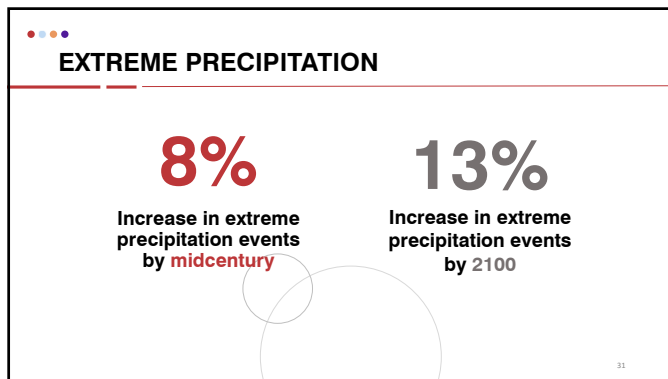 EXTREME PRECIPITATION
8%
Increase in extreme
precipitation events
by midcentury
13%
Increase in extreme
precipitation events
by 2100
31